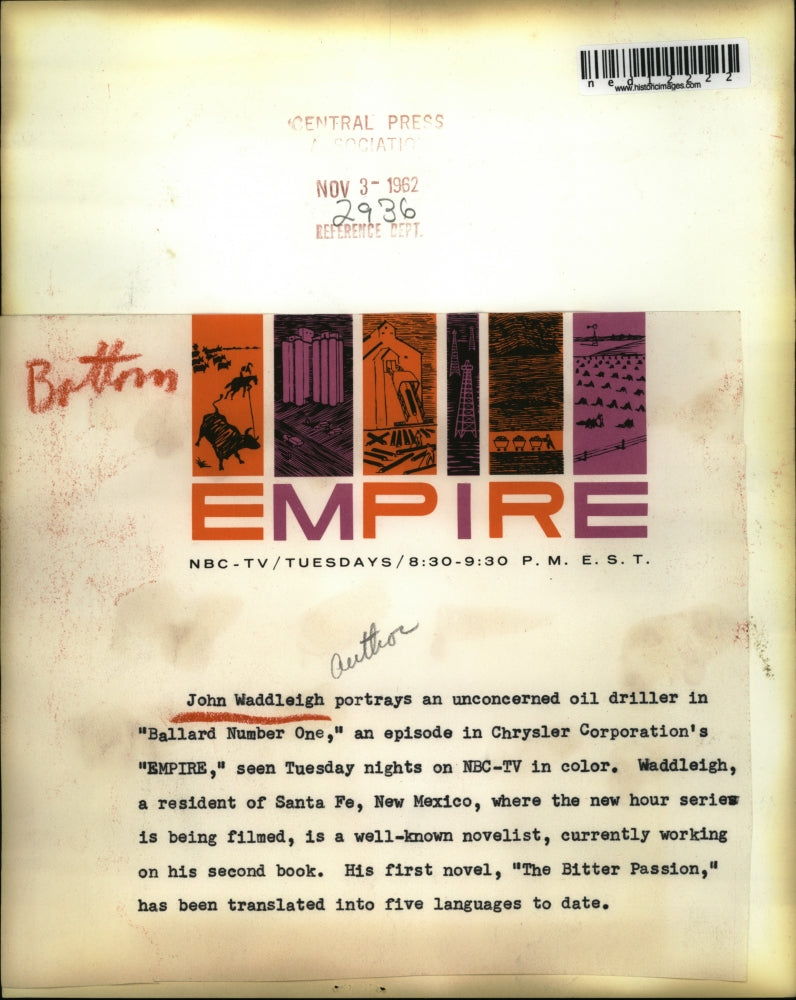 ned12222
www.historicimages.com
CENTRAL PRESS
NOV 3- 1962
2936
REFERENCE DEPT.
Bottom
EMPIRE
NBC-TV/TUESDAYS/8:30-9:30 P. M. E. S. T.
author
John Waddleigh portrays an unconcerned oil driller in
"Ballard Number One," an episode in Chrysler Corporation's
"EMPIRE," seen Tuesday nights on NBC-TV in color. Waddleigh,
a resident of Santa Fe, New Mexico, where the new hour series
is being filmed, is a well-known novelist, currently working
on his second book. His first novel, "The Bitter Passion,"
has been translated into five languages to date.